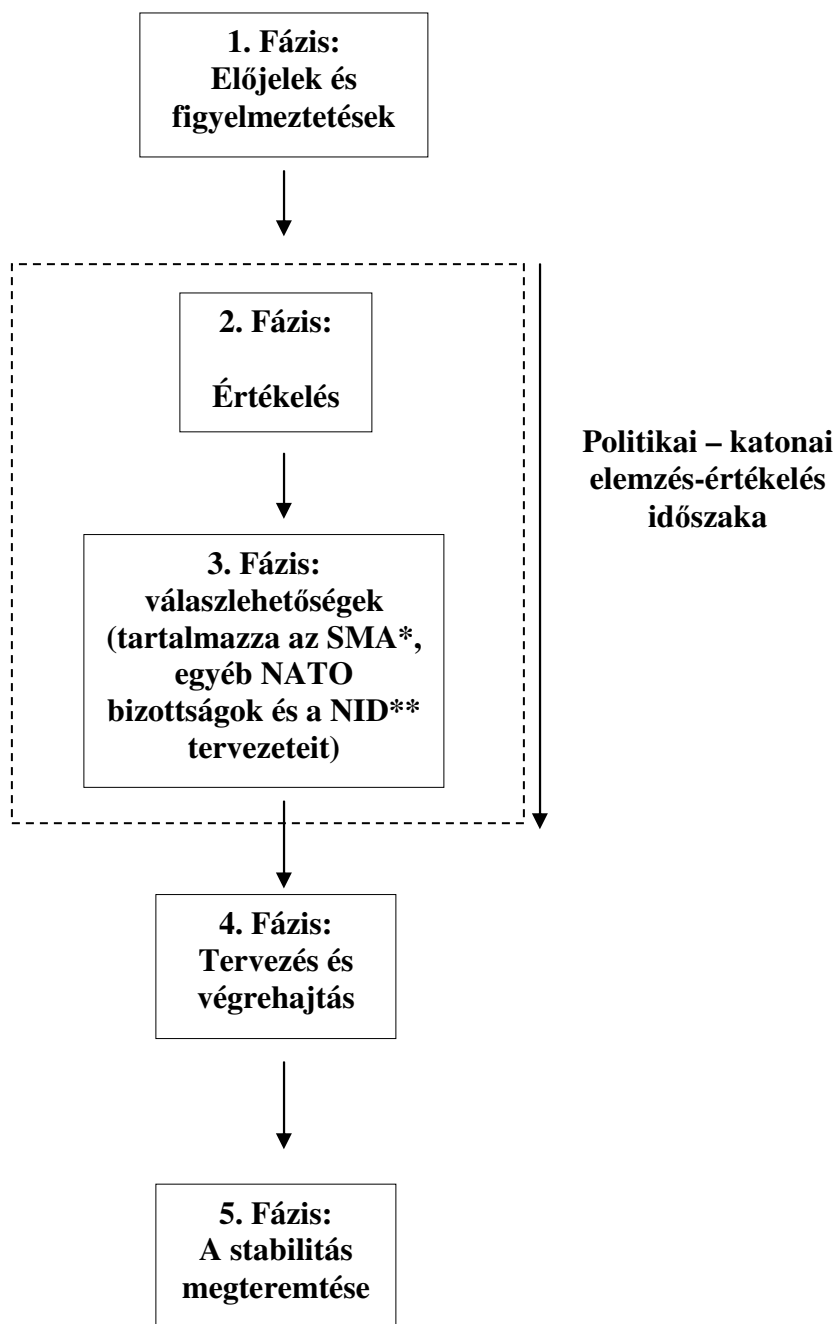 1. Fázis:
Előjelek és
figyelmeztetések
2. Fázis:
Értékelés
Politikai – katonai
elemzés-értékelés
időszaka
3. Fázis:
válaszlehetőségek
(tartalmazza az SMA*,
egyéb NATO
bizottságok és a NID**
tervezeteit)
4. Fázis:
Tervezés és
végrehajtás
5. Fázis:
A stabilitás
megteremtése